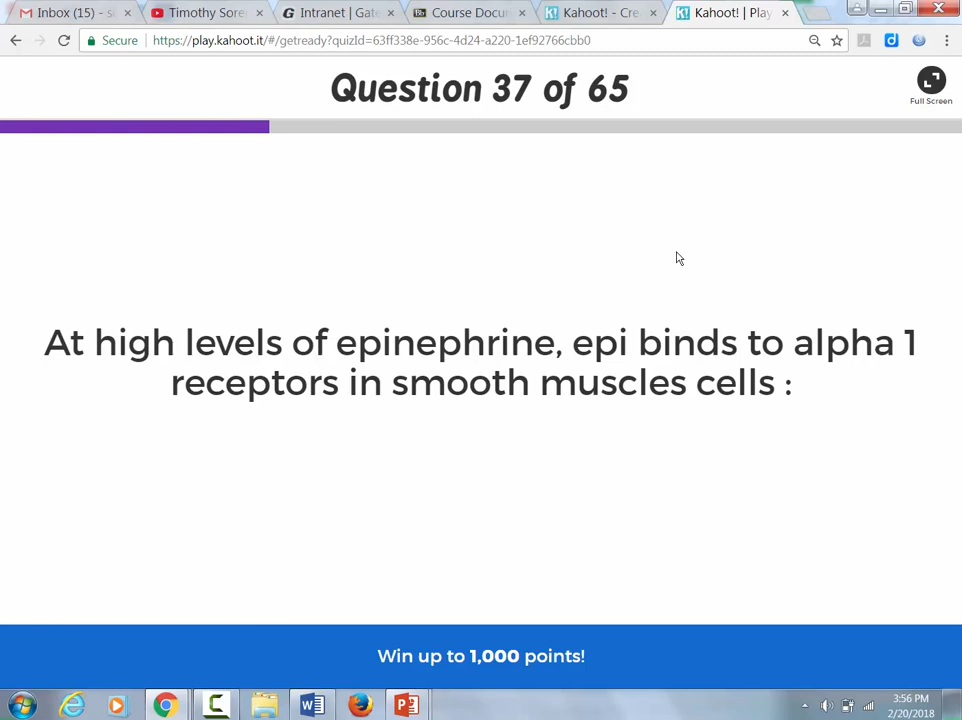 Inbox (15) - si
Timothy Sore
Intranet | Gate
Course Docum
Kahoot! - Cre
Kahoot! | Play
Secure
https://play.kahoot.it/#/getready?quizId=63ff338e-956c-4d24-a220-1ef92766cbb0
Question 37 of 65
Full Screen
At high levels of epinephrine, epi binds to alpha 1
receptors in smooth muscles cells :
Win up to 1,000 points!
3:56 PM
2/20/2018